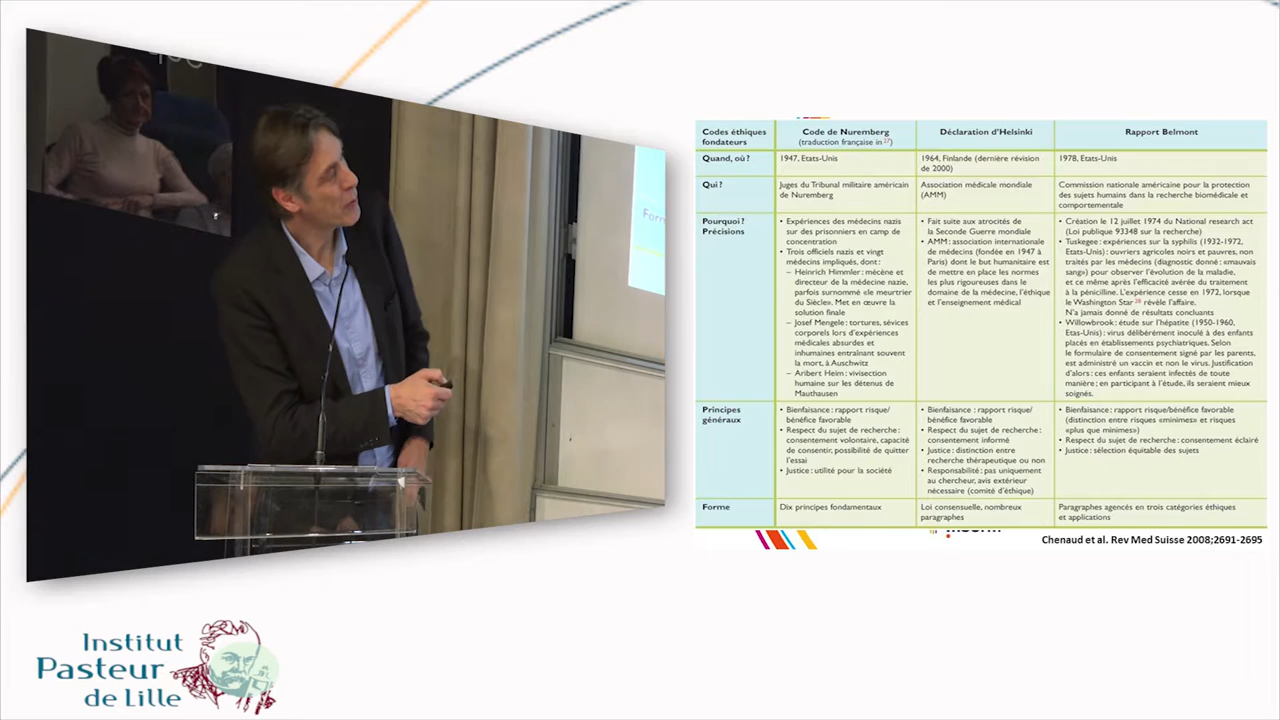 Codes éthiques
fondateurs
Code de Nuremberg
(traduction française in 27)
Déclaration d'Helsinki
Rapport Belmont
Quand, où ?
1947, Etats-Unis
1964, Finlande (dernière révision
de 2000)
1978, Etats-Unis
Qui ?
Juges du Tribunal militaire américain
de Nuremberg
Association médicale mondiale
(AMM)
Commission nationale américaine pour la protection
des sujets humains dans la recherche biomédicale et
comportementale
Pourquoi ?
Précisions
• Expériences des médecins nazis
sur des prisonniers en camp de
concentration
• Trois officiels nazis et vingt
médecins impliqués, dont :
– Heinrich Himmler : mécène et
directeur de la médecine nazie,
parfois surnommé «le meurtrier
du Siècle». Met en œuvre la
solution finale
– Josef Mengele : tortures, sévices
corporels lors d'expériences
médicales absurdes et
inhumaines entraînant souvent
la mort, à Auschwitz
– Aribert Heim : vivisection
humaine sur les détenus de
Mauthausen
• Fait suite aux atrocités de
la Seconde Guerre mondiale
• AMM : association internationale
de médecins (fondée en 1947 à
Paris) dont le but humanitaire est
de mettre en place les normes
les plus rigoureuses dans le
domaine de la médecine, l'éthique
et l'enseignement médical
• Création le 12 juillet 1974 du National research act
(Loi publique 93348 sur la recherche)
• Tuskegee : expériences sur la syphilis (1932-1972,
Etats-Unis) : ouvriers agricoles noirs et pauvres, non
traités par les médecins (diagnostic donné : «mauvais
sang») pour observer l'évolution de la maladie,
et ce même après l'efficacité avérée du traitement
à la pénicilline. L'expérience cesse en 1972, lorsque
le Washington Star 28 révèle l'affaire.
N'a jamais donné de résultats concluants
• Willowbrook : étude sur l'hépatite (1950-1960,
Etas-Unis) : virus délibérément inoculé à des enfants
placés en établissements psychiatriques. Selon
le formulaire de consentement signé par les parents,
est administré un vaccin et non le virus. Justification
d'alors : ces enfants seraient infectés de toute
manière ; en participant à l'étude, ils seraient mieux
soignés.
Principes
généraux
• Bienfaisance : rapport risque/
bénéfice favorable
• Respect du sujet de recherche :
consentement volontaire, capacité
de consentir, possibilité de quitter
l'essai
• Justice : utilité pour la société
• Bienfaisance : rapport risque/
bénéfice favorable
• Respect du sujet de recherche :
consentement informé
• Justice : distinction entre
recherche thérapeutique ou non
• Responsabilité : pas uniquement
au chercheur, avis extérieur
nécessaire (comité d'éthique)
• Bienfaisance : rapport risque/bénéfice favorable
(distinction entre risques «minimes» et risques
«plus que minimes»)
• Respect du sujet de recherche : consentement éclairé
• Justice : sélection équitable des sujets
Forme
Dix principes fondamentaux
Loi consensuelle, nombreux
paragraphes
Paragraphes agencés en trois catégories éthiques
et applications
Chenaud et al. Rev Med Suisse 2008;2691-2695
Institut
Pasteur
de Lille